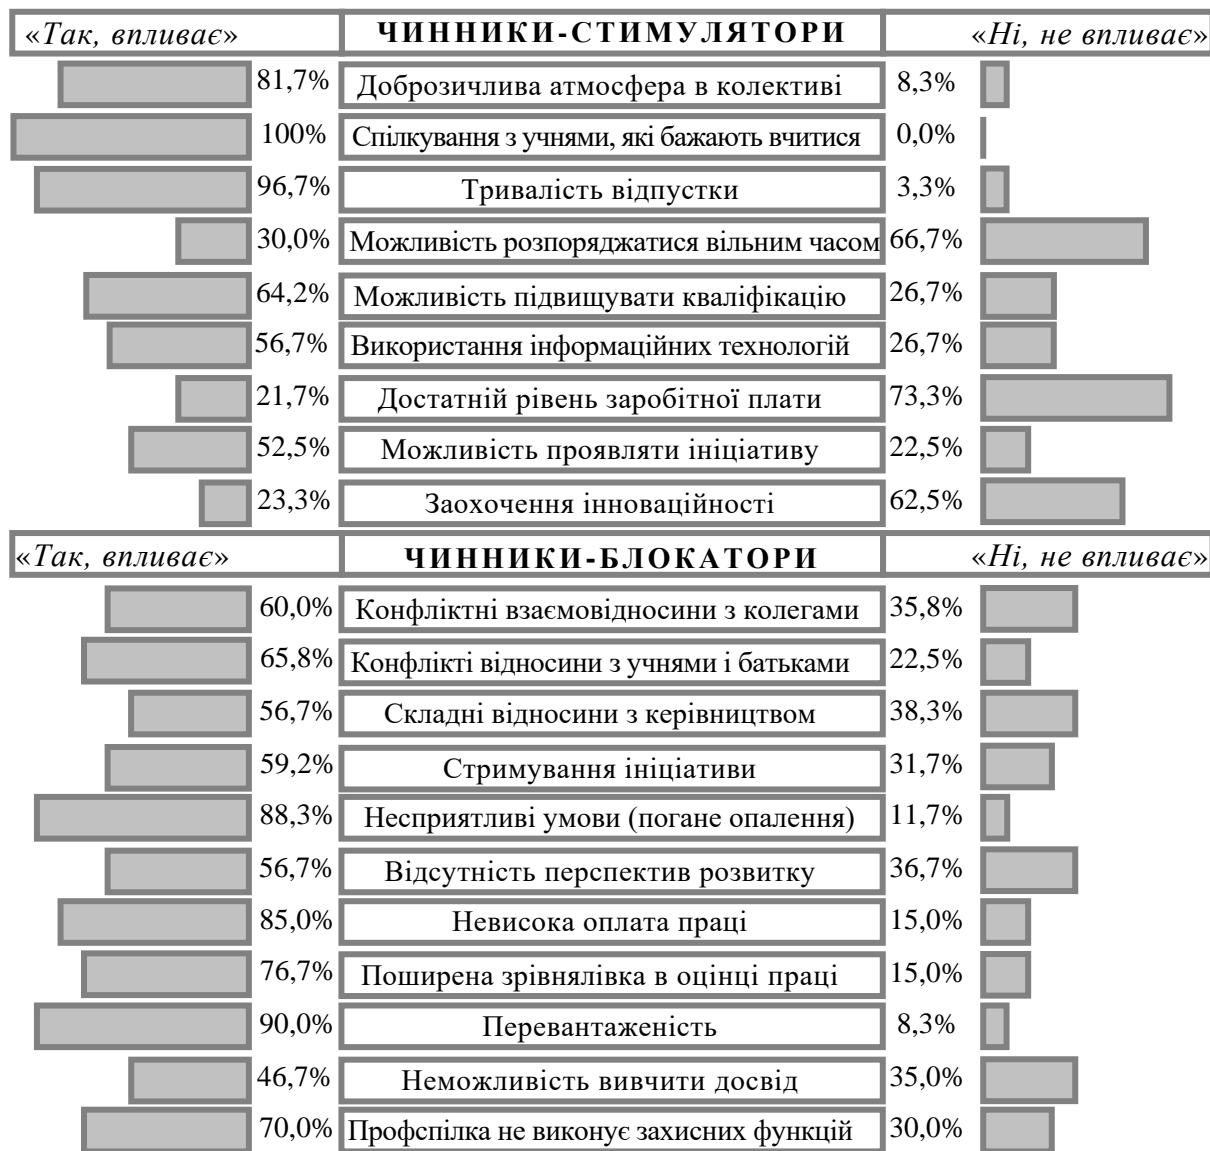 «Так, впливає» ЧИННИКИ-СТИМУЛЯТОРИ «Ні, не впливає»
81,7% Доброзичлива атмосфера в колективі 8,3%
100% Спілкування з учнями, які бажають вчитися 0,0%
96,7% Тривалість відпустки 3,3%
30,0% Можливість розпоряджатися вільним часом 66,7%
64,2% Можливість підвищувати кваліфікацію 26,7%
56,7% Використання інформаційних технологій 26,7%
21,7% Достатній рівень заробітної плати 73,3%
52,5% Можливість проявляти ініціативу 22,5%
23,3% Заохочення інноваційності 62,5%
«Так, впливає» ЧИННИКИ-БЛОКАТОРИ «Ні, не впливає»
60,0% Конфліктні взаємовідносини з колегами 35,8%
65,8% Конфлікті відносини з учнями і батьками 22,5%
56,7% Складні відносини з керівництвом 38,3%
59,2% Стримування ініціативи 31,7%
88,3% Несприятливі умови (погане опалення) 11,7%
56,7% Відсутність перспектив розвитку 36,7%
85,0% Невисока оплата праці 15,0%
76,7% Поширена зрівнялівка в оцінці праці 15,0%
90,0% Перевантаженість 8,3%
46,7% Неможливість вивчити досвід 35,0%
70,0% Профспілка не виконує захисних функцій 30,0%